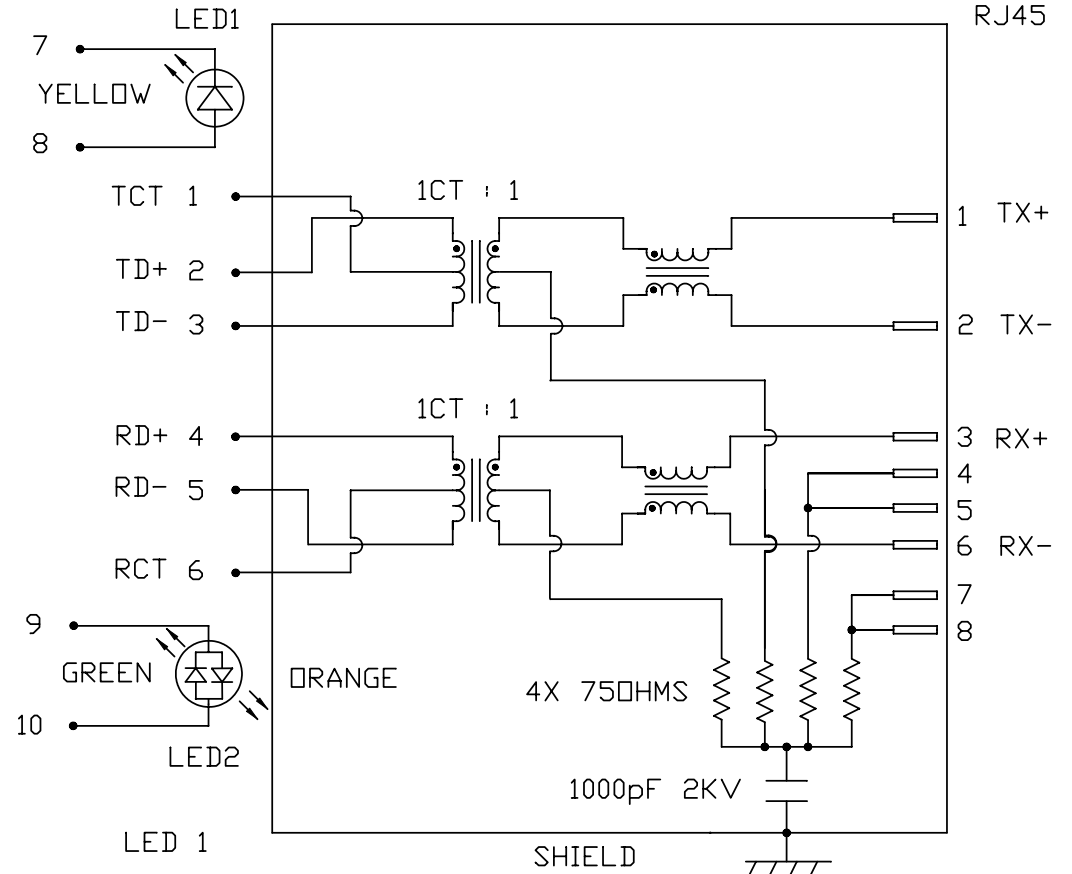 LED1
RJ45
7
YELLOW
8
TCT 1
1CT : 1
1 TX+
TD+ 2
TD- 3
2 TX-
1CT : 1
RD+ 4
3 RX+
4
RD- 5
5
6 RX-
RCT 6
7
9
8
GREEN
ORANGE
4X 75OHMS
10
LED2
1000pF 2KV
LED 1
SHIELD